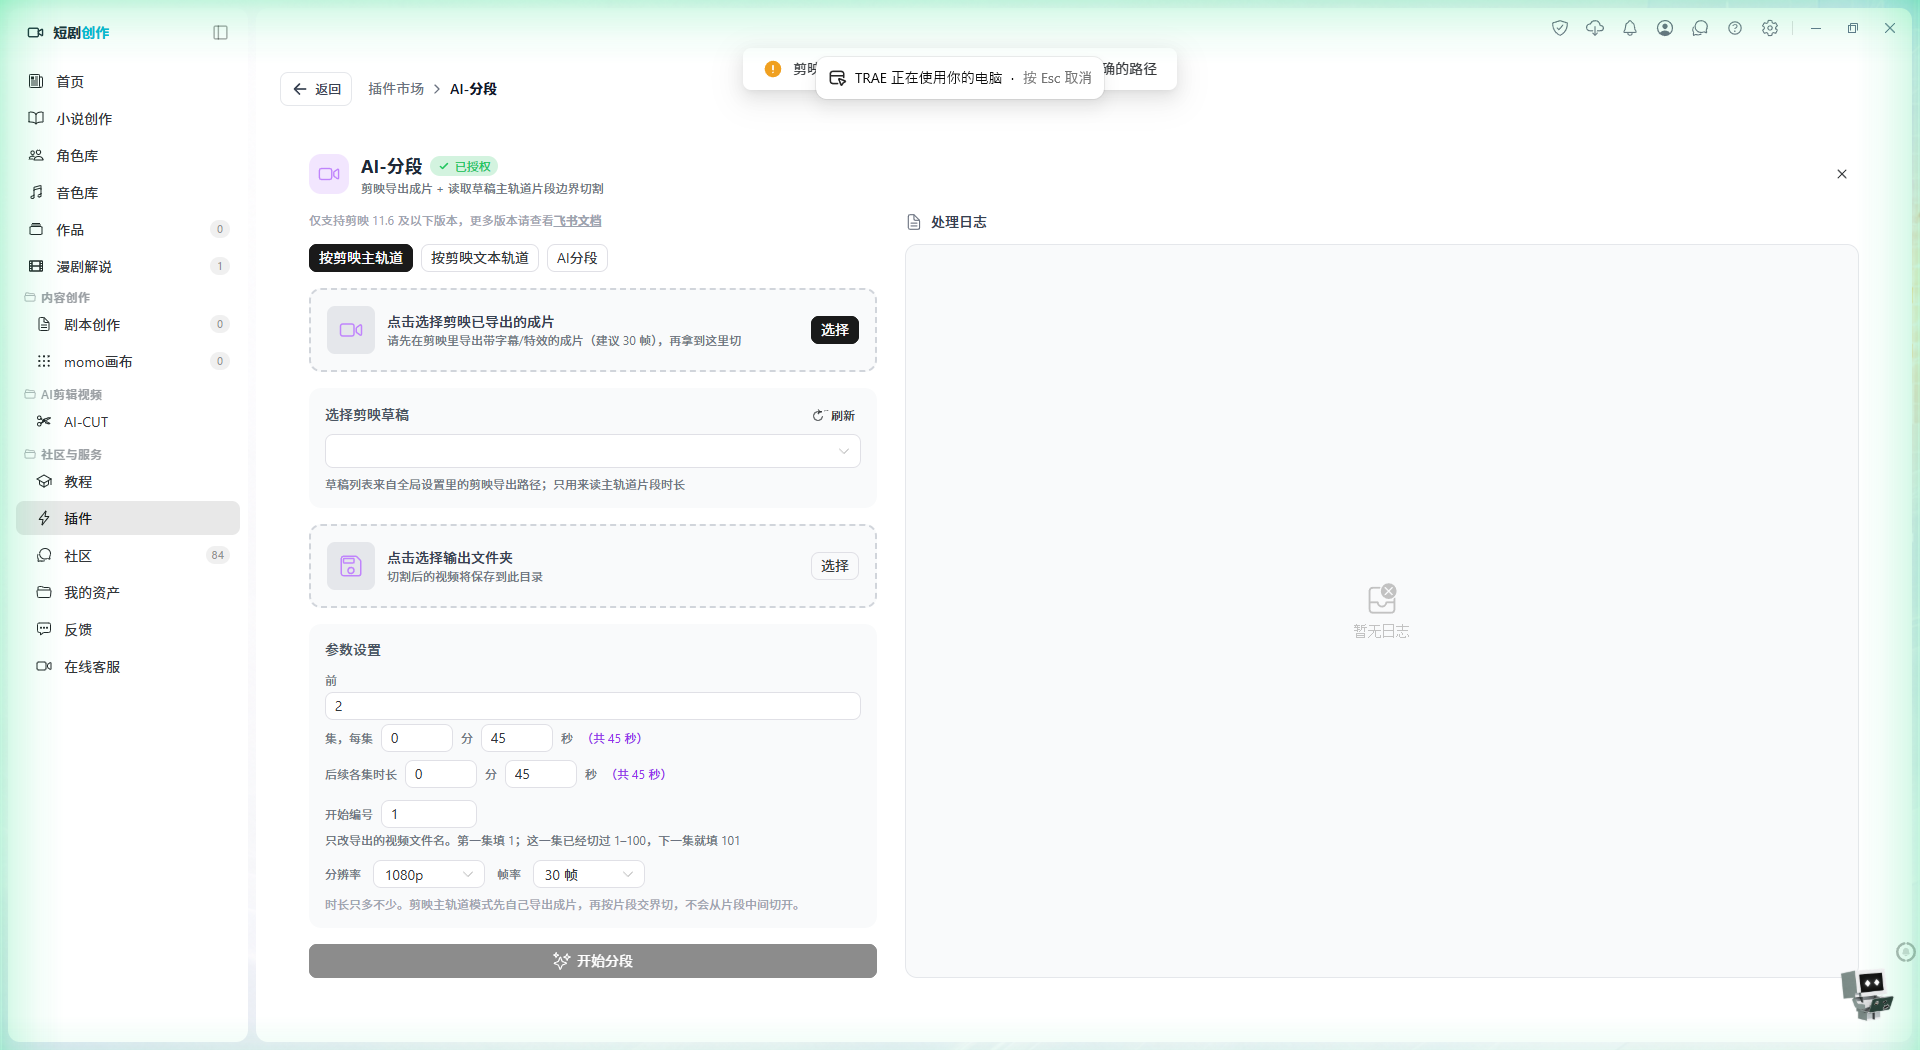 短剧创作
首页
小说创作
角色库
音色库
作品 0
漫剧解说 1
内容创作
剧本创作 0
momo画布 0
AI剪辑视频
AI-CUT
社区与服务
教程
插件
社区 84
我的资产
反馈
在线客服
剪映
确的路径
TRAE 正在使用你的电脑 · 按 Esc 取消
返回 插件市场 > AI-分段
AI-分段 已授权
剪映导出成片 + 读取草稿主轨道片段边界切割
仅支持剪映 11.6 及以下版本，更多版本请查看飞书文档
按剪映主轨道 按剪映文本轨道 AI分段
点击选择剪映已导出的成片
请先在剪映里导出带字幕/特效的成片（建议 30 帧），再拿到这里切
选择
选择剪映草稿 刷新
草稿列表来自全局设置里的剪映导出路径；只用来读主轨道片段时长
点击选择输出文件夹
切割后的视频将保存到此目录
选择
参数设置
前
2
集，每集 0 分 45 秒 （共 45 秒）
后续各集时长 0 分 45 秒 （共 45 秒）
开始编号 1
只改导出的视频文件名。第一集填 1；这一集已经切过 1–100，下一集就填 101
分辨率 1080p 帧率 30 帧
时长只多不少。剪映主轨道模式先自己导出成片，再按片段交界切，不会从片段中间切开。
开始分段
处理日志
暂无日志